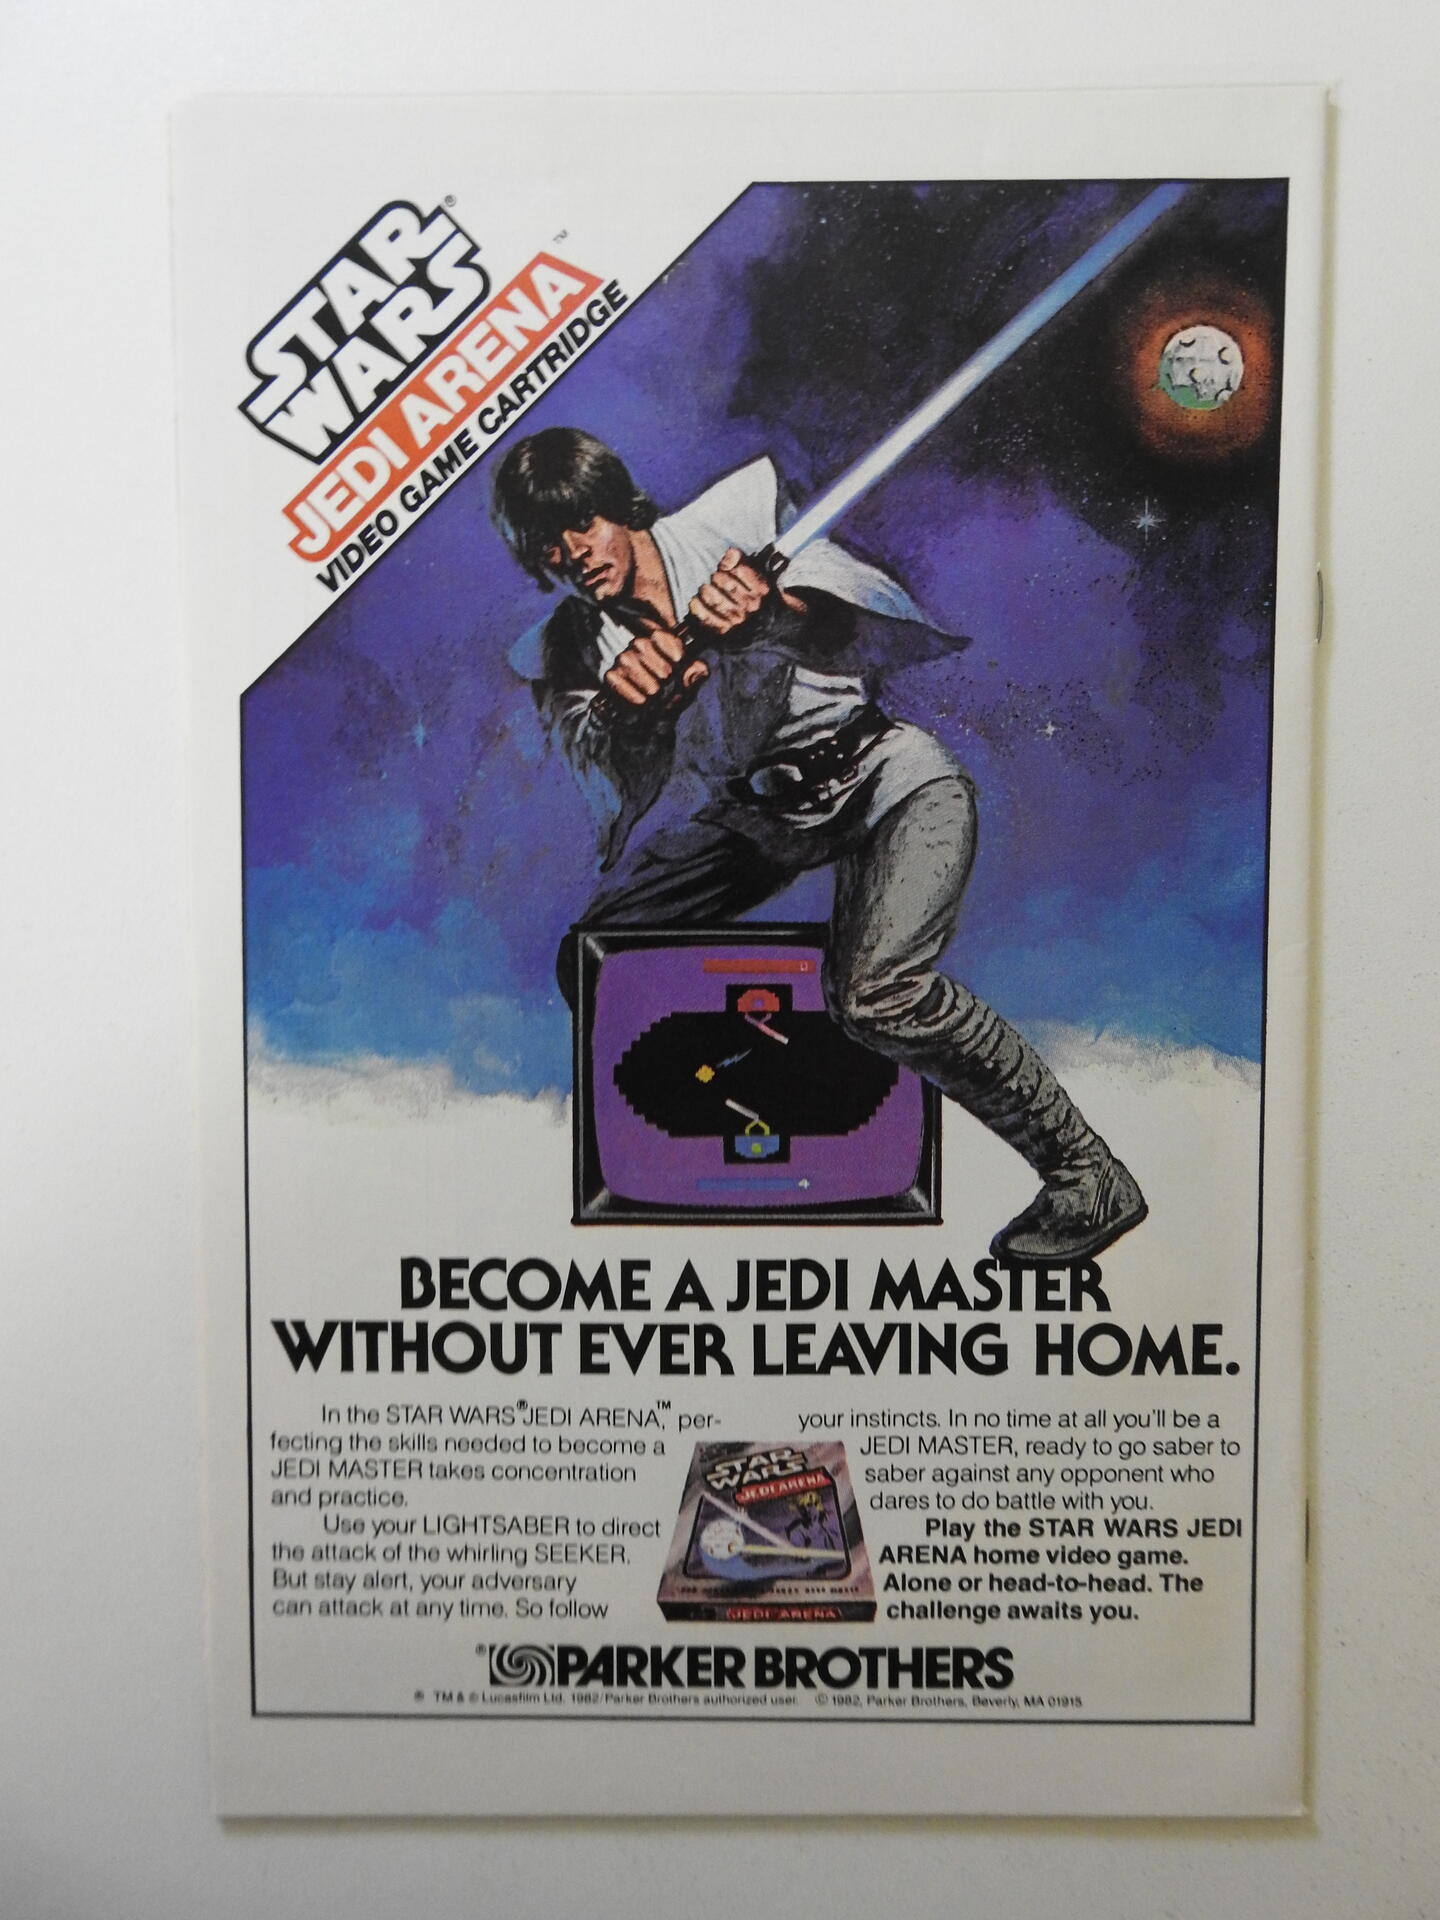 STAR
WARS®
JEDI ARENA™
VIDEO GAME CARTRIDGE
0
4
BECOME A JEDI MASTER
WITHOUT EVER LEAVING HOME.
In the STAR WARS® JEDI ARENA,™ per-
fecting the skills needed to become a
JEDI MASTER takes concentration
and practice.
Use your LIGHTSABER to direct
the attack of the whirling SEEKER.
But stay alert, your adversary
can attack at any time. So follow
your instincts. In no time at all you'll be a
JEDI MASTER, ready to go saber to
saber against any opponent who
dares to do battle with you.
Play the STAR WARS JEDI
ARENA home video game.
Alone or head-to-head. The
challenge awaits you.
STAR
WARS
JEDI ARENA
JEDI ARENA
® PARKER BROTHERS
® TM & © Lucasfilm Ltd. 1982/Parker Brothers authorized user. © 1982, Parker Brothers, Beverly, MA 01915